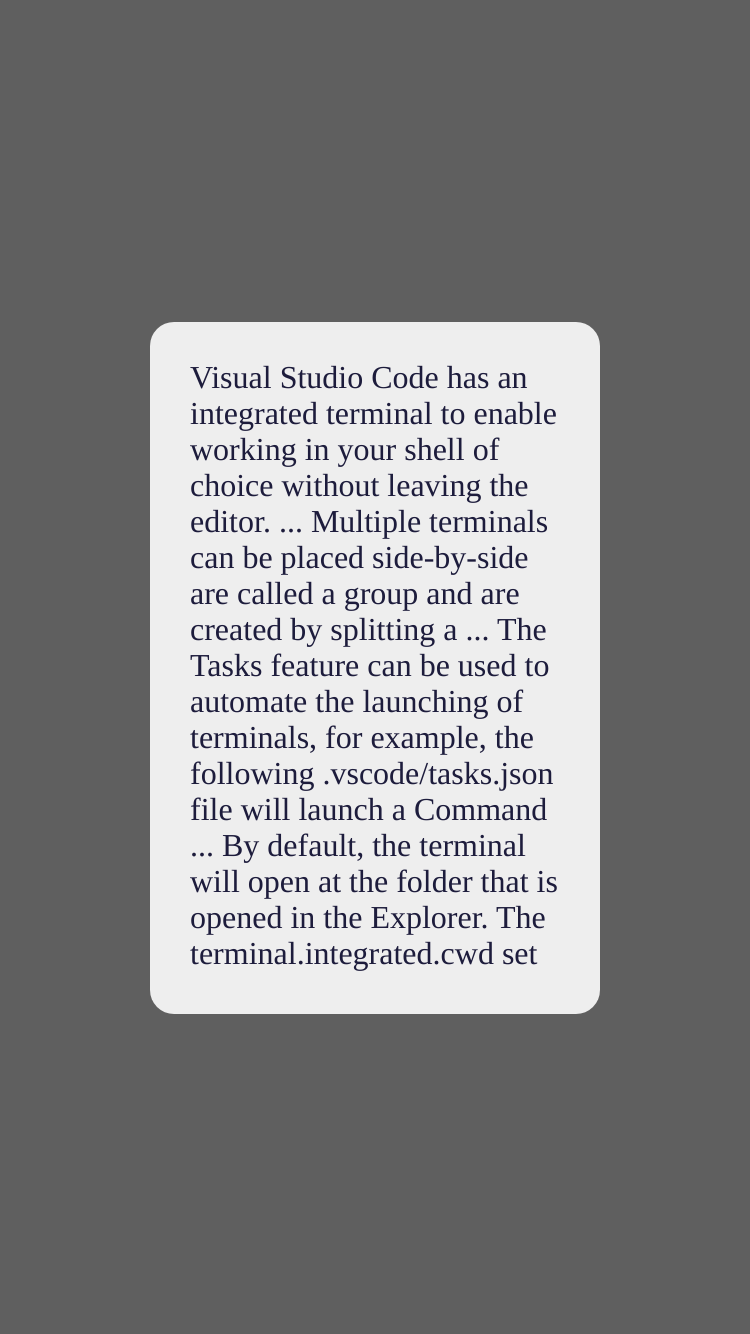 Visual Studio Code has an
integrated terminal to enable
working in your shell of
choice without leaving the
editor. ... Multiple terminals
can be placed side-by-side
are called a group and are
created by splitting a ... The
Tasks feature can be used to
automate the launching of
terminals, for example, the
following .vscode/tasks.json
file will launch a Command
... By default, the terminal
will open at the folder that is
opened in the Explorer. The
terminal.integrated.cwd set